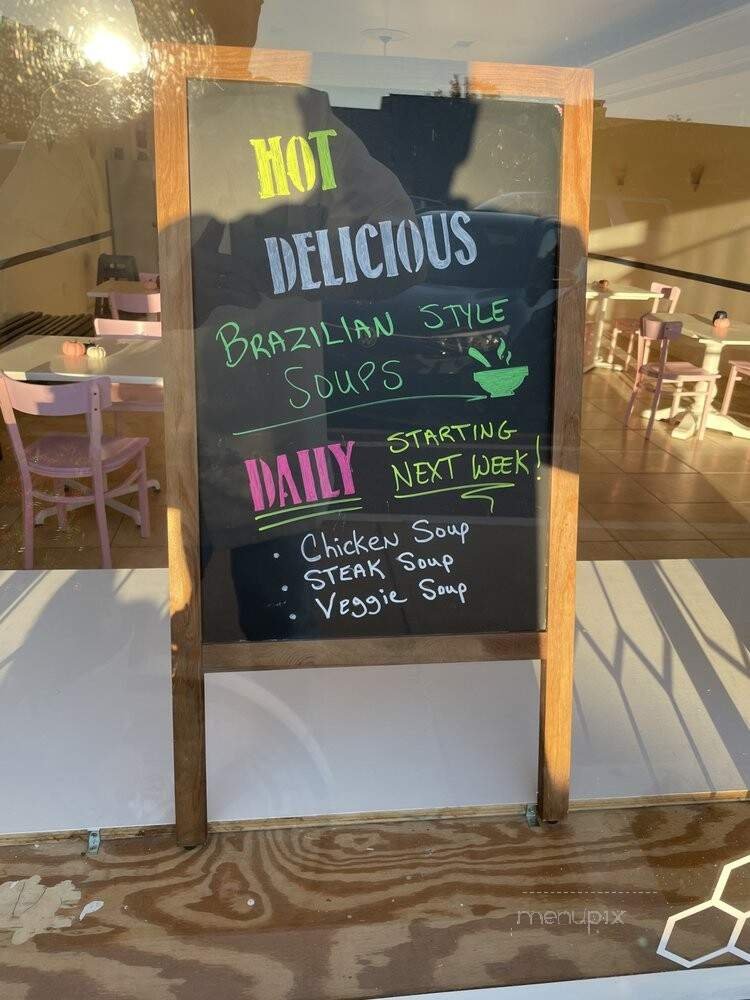 HOT
DELICIOUS
BRAZILIAN STYLE
SOUPS
DAILY STARTING
NEXT WEEK!
• Chicken Soup
• STEAK Soup
• Veggie Soup
menupix